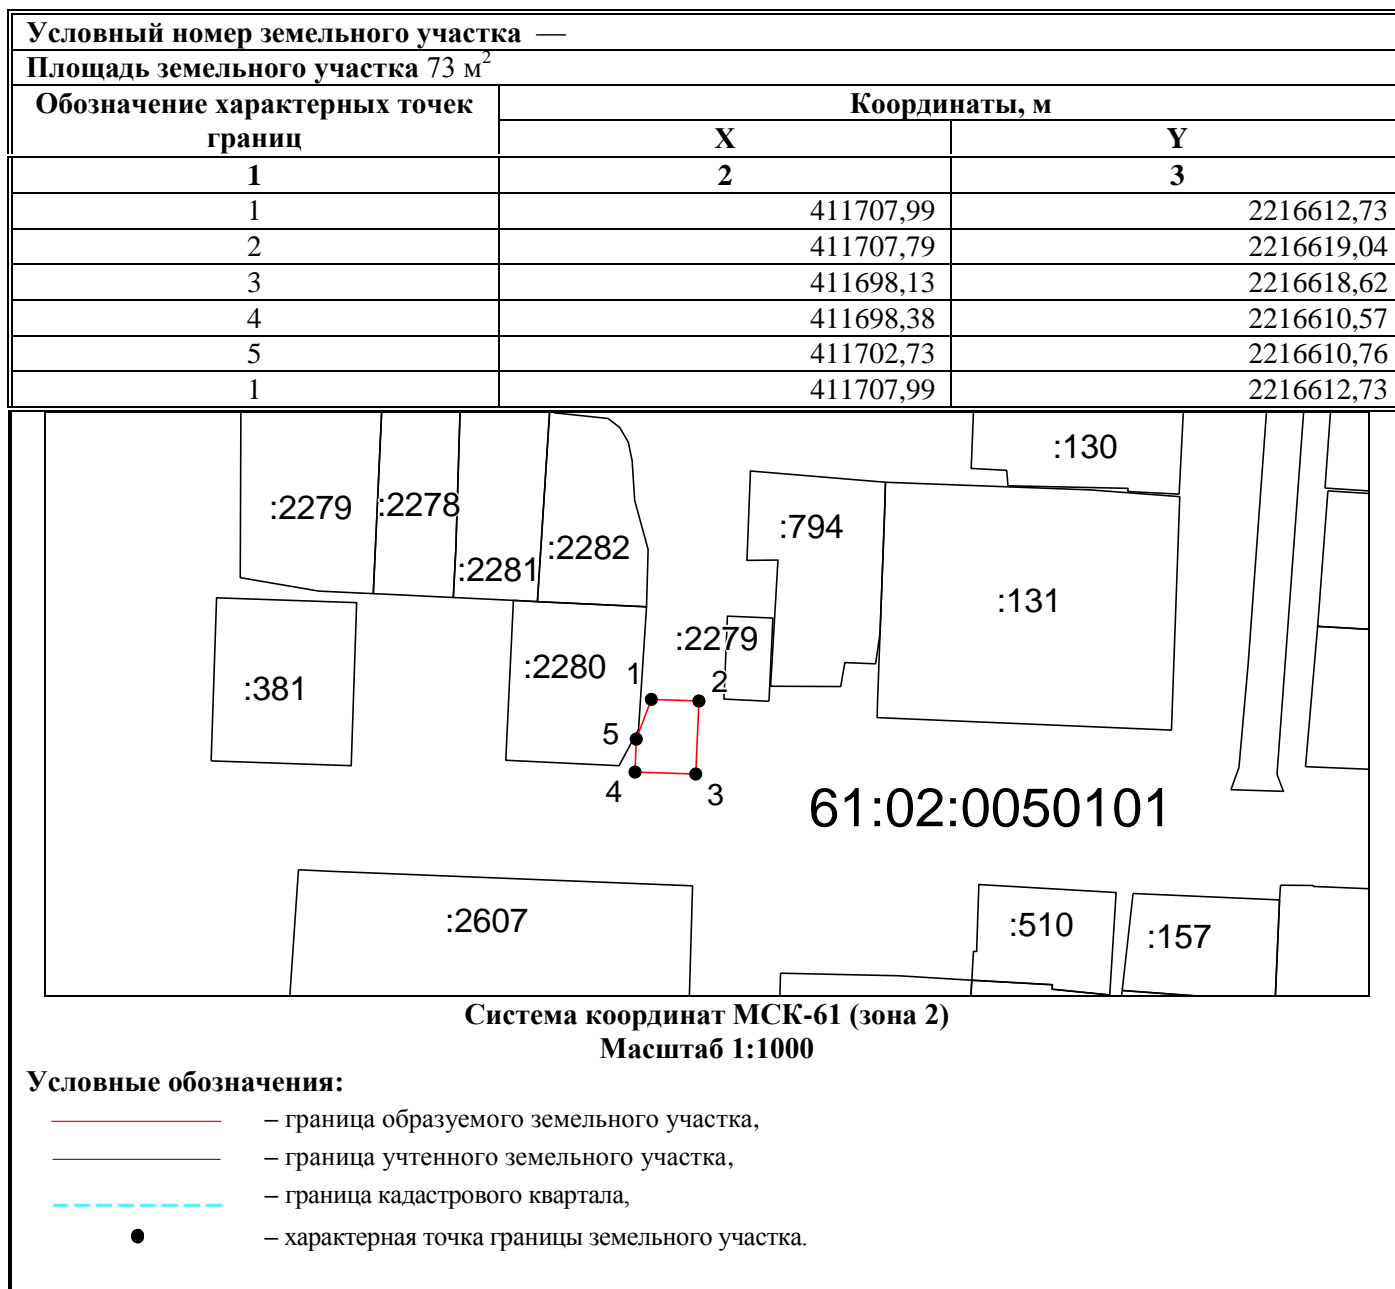 Условный номер земельного участка —
Площадь земельного участка 73 м²
Обозначение характерных точек границ
Координаты, м
X Y
1 2 3
1 411707,99 2216612,73
2 411707,79 2216619,04
3 411698,13 2216618,62
4 411698,38 2216610,57
5 411702,73 2216610,76
1 411707,99 2216612,73
:130
:2279
:2278
:794
:2282
:2281
:131
:2279
:2280
1
2
:381
5
4
3
61:02:0050101
:2607
:510
:157
Система координат МСК-61 (зона 2)
Масштаб 1:1000
Условные обозначения:
– граница образуемого земельного участка,
– граница учтенного земельного участка,
– граница кадастрового квартала,
– характерная точка границы земельного участка.